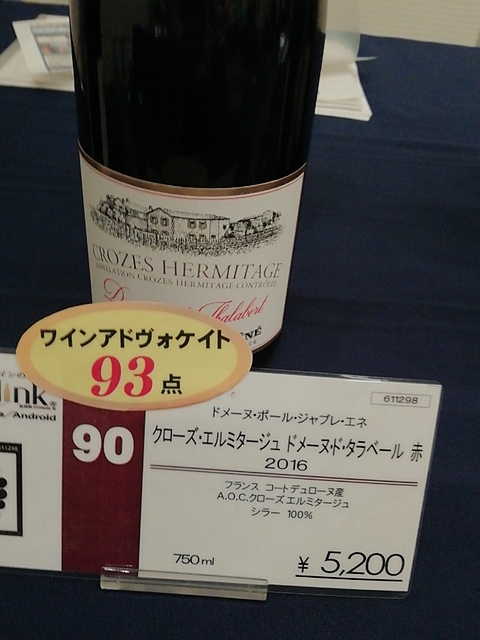 CROZES HERMITAGE
APPELLATION CROZES HERMITAGE CONTRÔLÉE
Thalabert
ワインアドヴォケイト
93点
link
Android
90
611298
ドメーヌ・ポール・ジャブレ・エネ
クローズ・エルミタージュ ドメーヌ・ド・タラベール 赤
2016
フランス コートデュローヌ産
A.O.C.クローズ エルミタージュ
シラー 100%
750ml
¥ 5,200